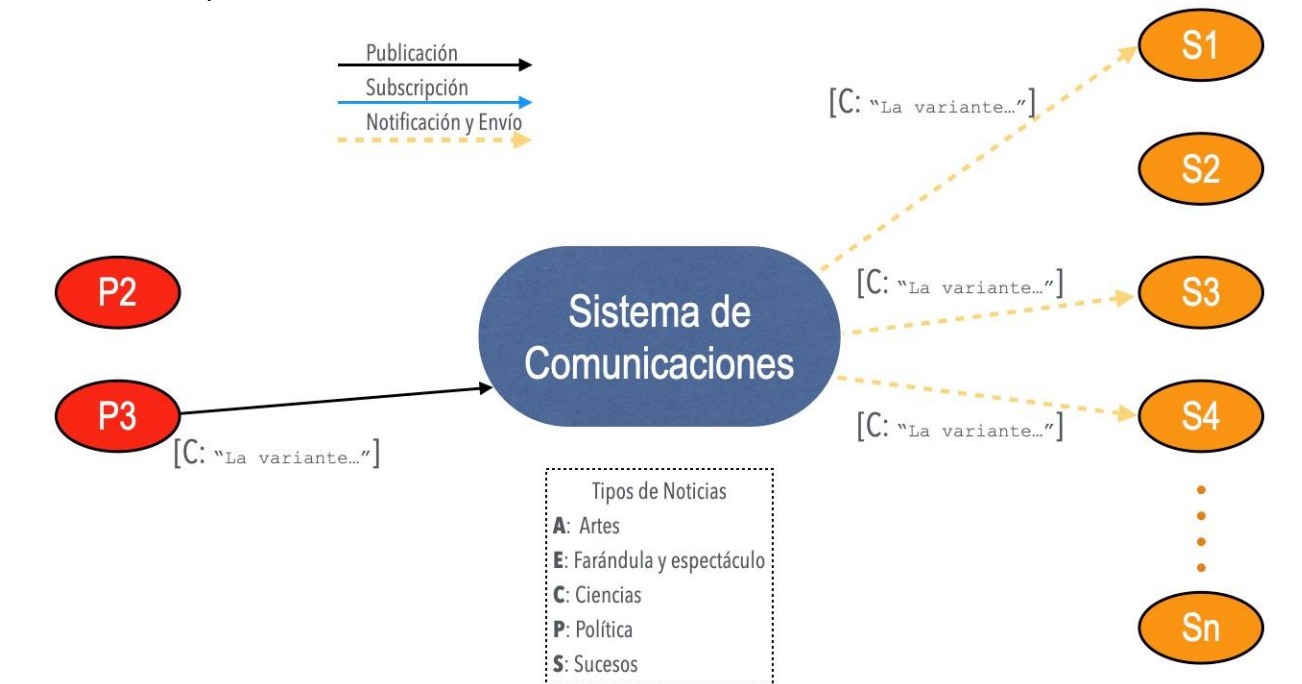 Publicación
Subscripción
Notificación y Envío
S1
[C: “La variante…”]
S2
P2
Sistema de
Comunicaciones
[C: “La variante…”]
S3
P3
[C: “La variante…”]
[C: “La variante…”]
S4
Tipos de Noticias
A: Artes
E: Farándula y espectáculo
C: Ciencias
P: Política
S: Sucesos
Sn